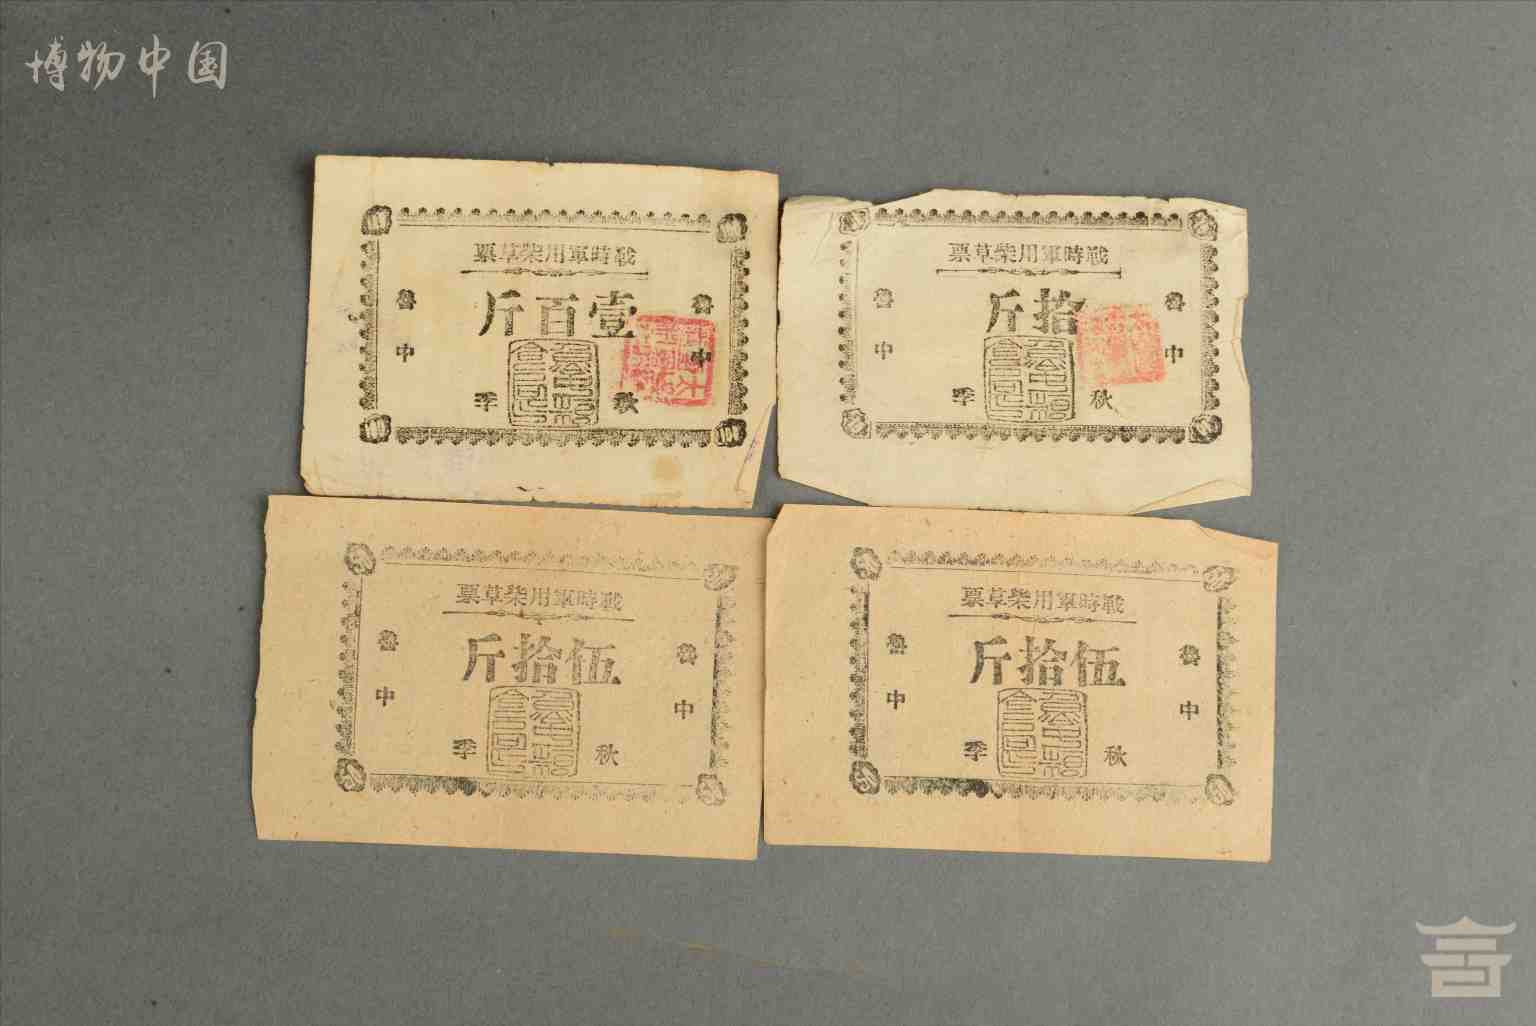 博物中国
戰時軍用柴草票
壹百斤
魯中
魯中
秋季
戰時軍用柴草票
拾斤
魯中
魯中
秋季
戰時軍用柴草票
伍拾斤
魯中
魯中
秋季
戰時軍用柴草票
伍拾斤
魯中
魯中
秋季